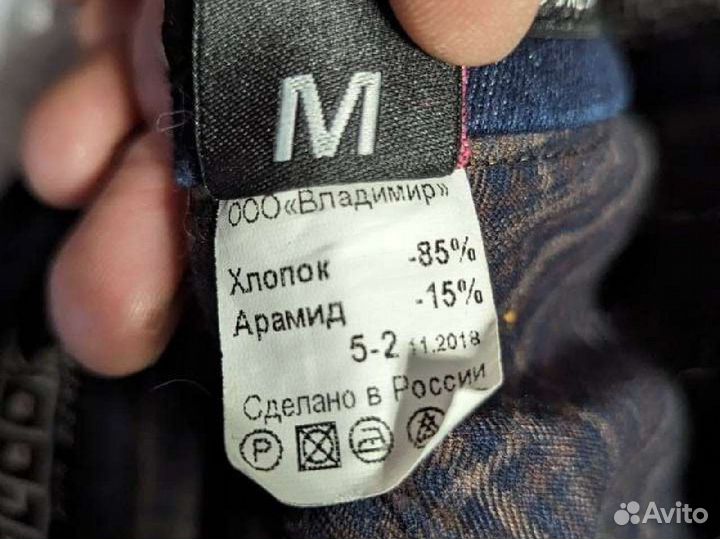 M
ООО«Владимир»
Хлопок -85%
Арамид -15%
5-2 11.2018
Сделано в России
P
Avito